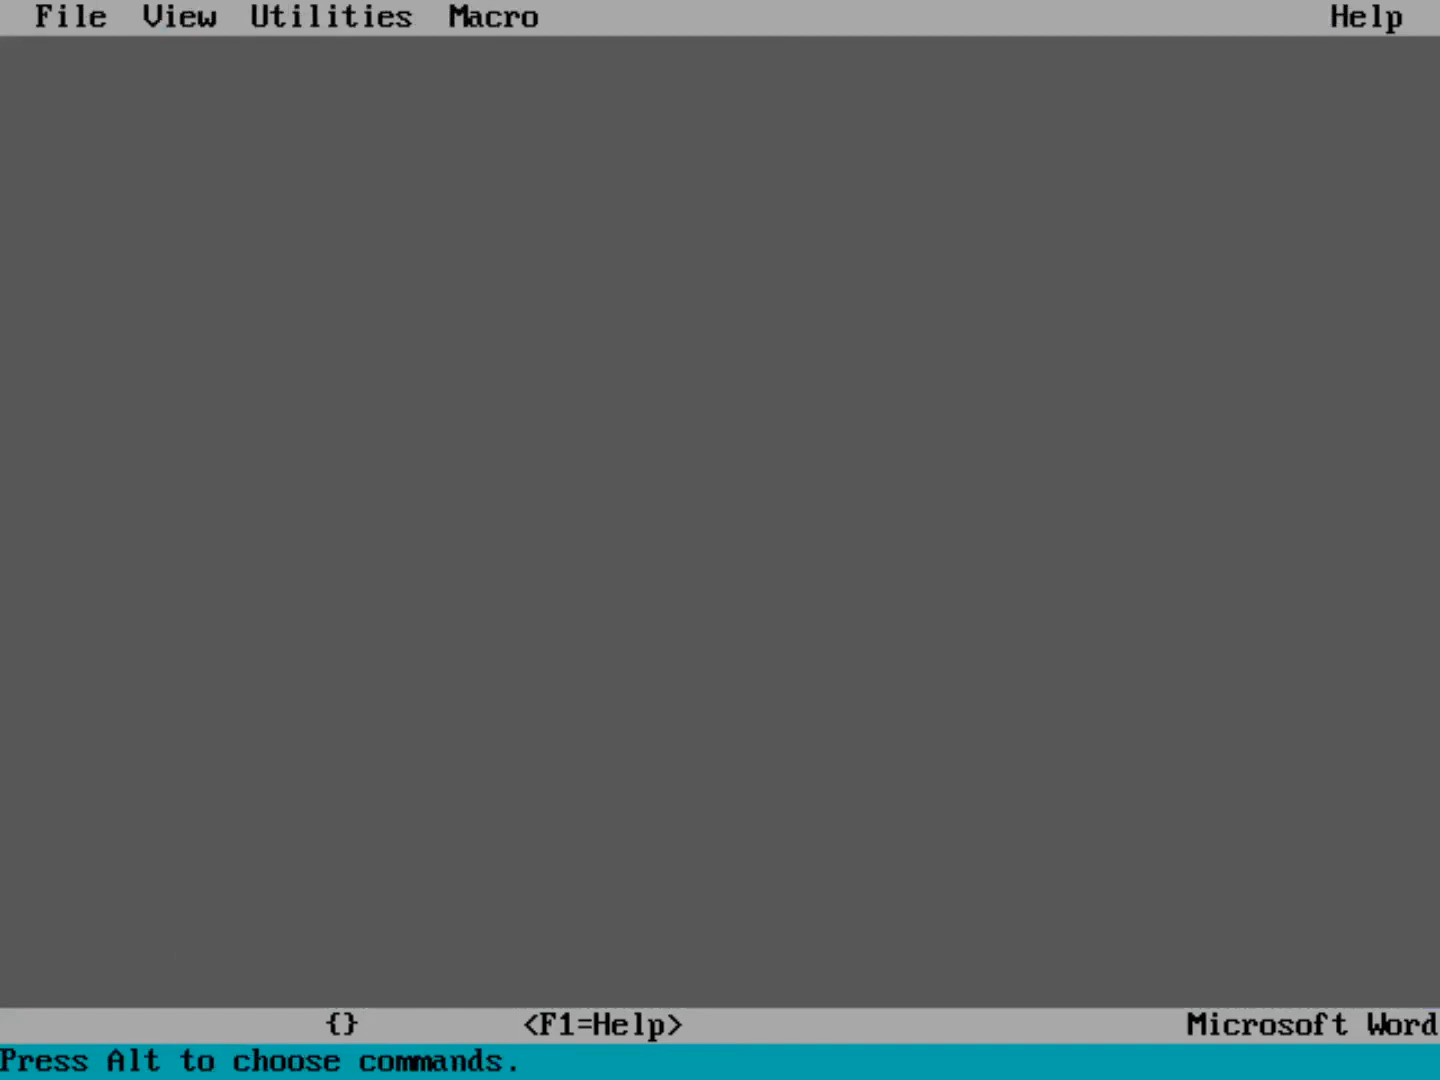 File View Utilities Macro Help
{} <F1=Help> Microsoft Word
Press Alt to choose commands.